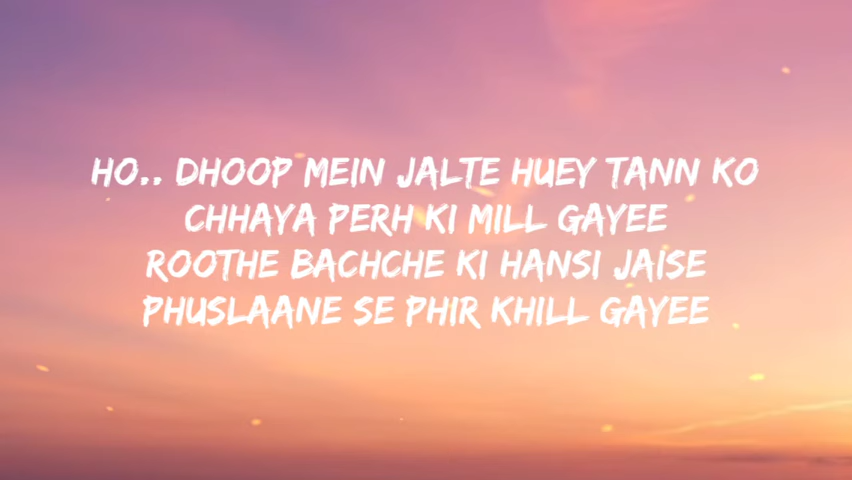 HO.. DHOOP MEIN JALTE HUEY TANN KO
CHHAYA PERH KI MILL GAYEE
ROOTHE BACHCHE KI HANSI JAISE
PHUSLAANE SE PHIR KHILL GAYEE